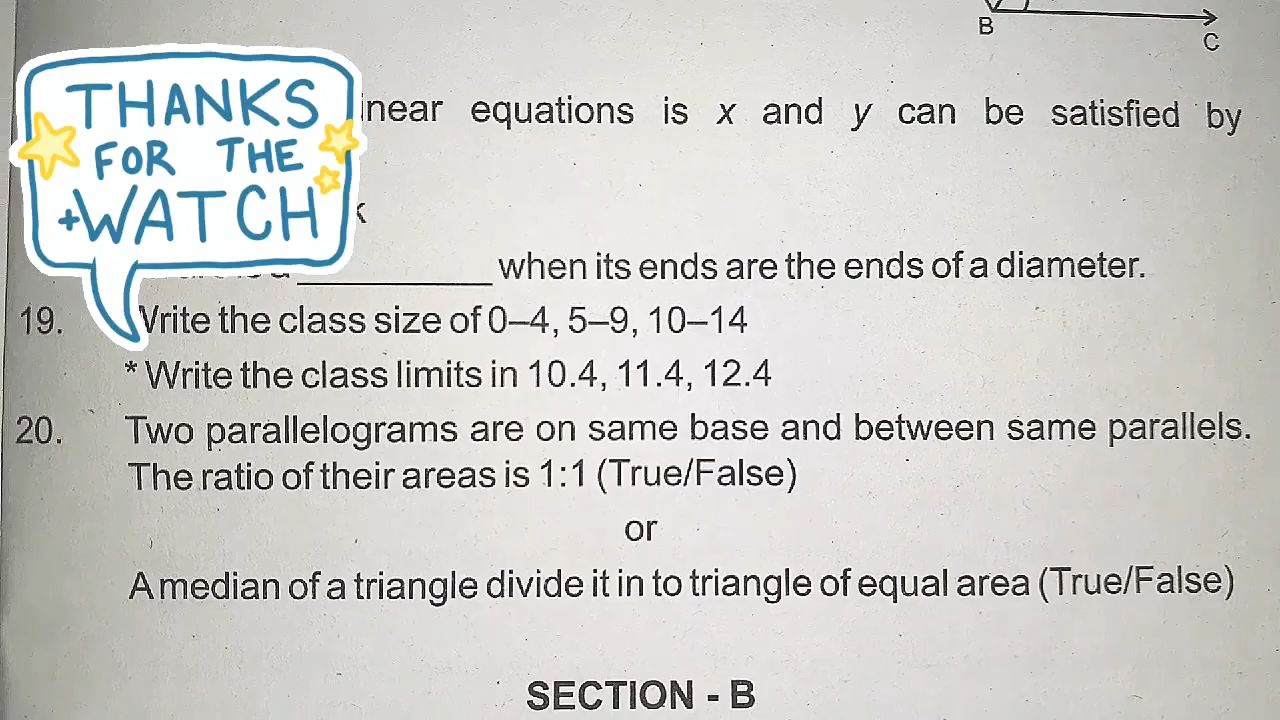 B
C
THANKS
FOR THE
+WATCH
inear equations is x and y can be satisfied by
k
when its ends are the ends of a diameter.
19. Write the class size of 0–4, 5–9, 10–14
* Write the class limits in 10.4, 11.4, 12.4
20. Two parallelograms are on same base and between same parallels.
The ratio of their areas is 1:1 (True/False)
or
A median of a triangle divide it in to triangle of equal area (True/False)
SECTION - B